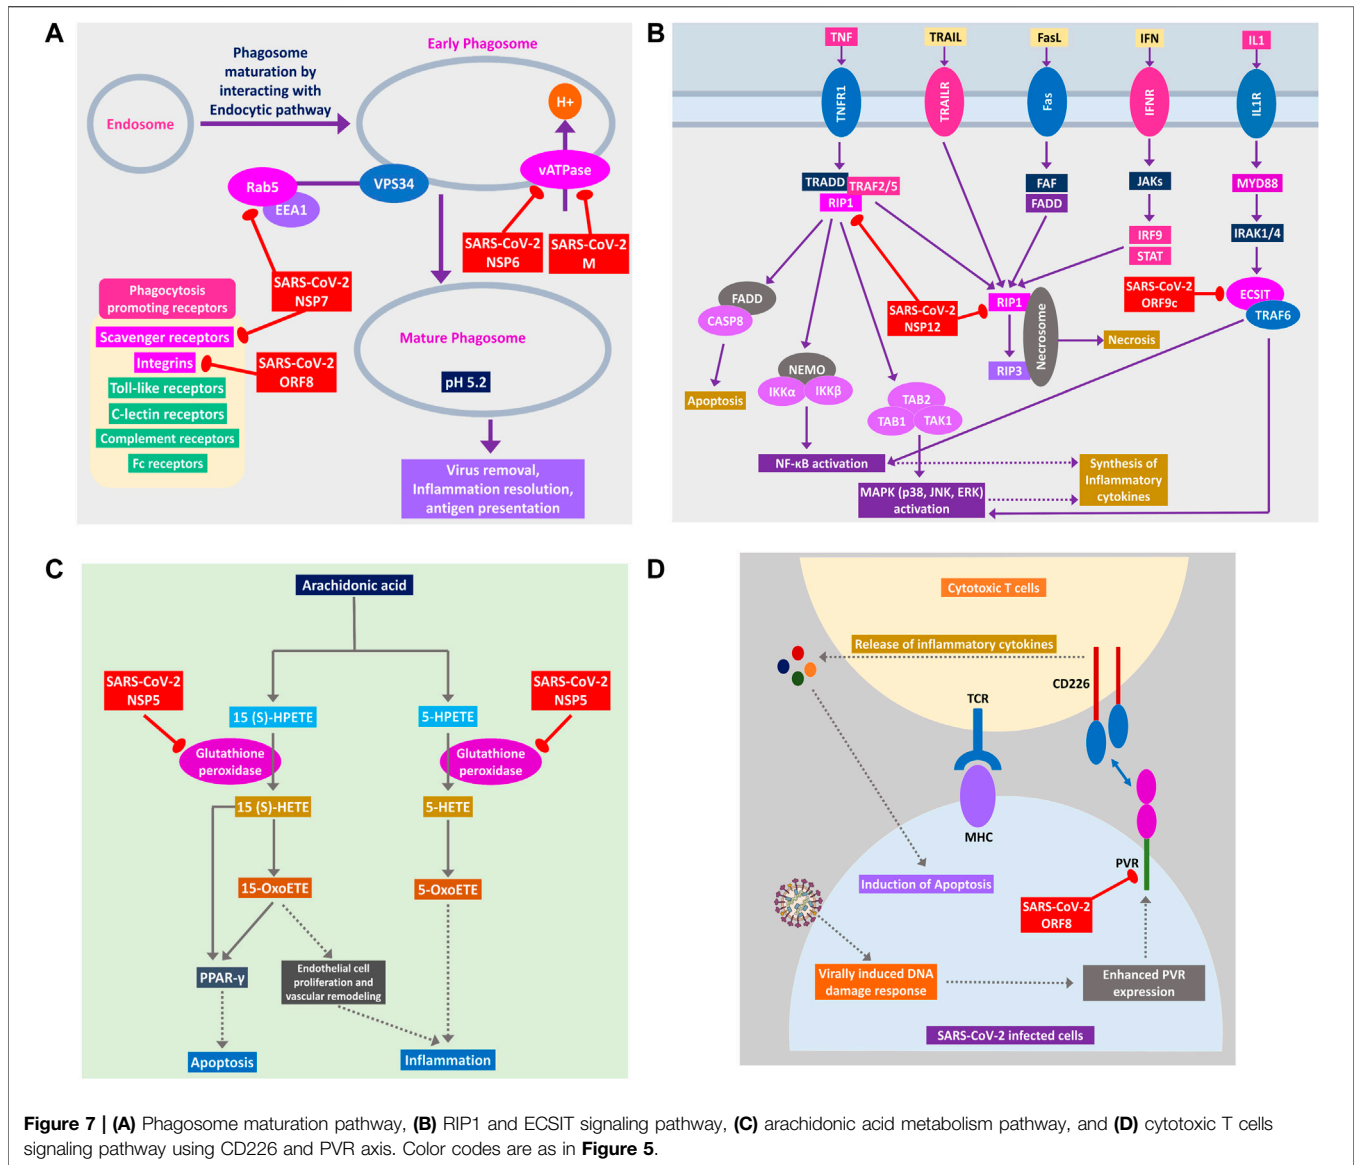 A
Phagosome
maturation by
interacting with
Endocytic pathway
Early Phagosome
Endosome
H+
vATPase
Rab5
EEA1
VPS34
SARS-CoV-2
NSP6
SARS-CoV-2
M
SARS-CoV-2
NSP7
Phagocytosis
promoting receptors
Scavenger receptors
Integrins
Toll-like receptors
C-lectin receptors
Complement receptors
Fc receptors
SARS-CoV-2
ORF8
Mature Phagosome
pH 5.2
Virus removal,
Inflammation resolution,
antigen presentation
B
TNF
TRAIL
FasL
IFN
IL1
TNFR1
TRAILR
Fas
IFNR
IL1R
TRADD
TRAF2/5
RIP1
FAF
FADD
JAKs
MYD88
IRF9
STAT
IRAK1/4
SARS-CoV-2
ORF9c
ECSIT
TRAF6
FADD
CASP8
SARS-CoV-2
NSP12
RIP1
RIP3
Necrosome
Necrosis
NEMO
IKKα
IKKβ
Apoptosis
TAB2
TAB1
TAK1
NF-κB activation
Synthesis of
Inflammatory
cytokines
MAPK (p38, JNK, ERK)
activation
C
Arachidonic acid
SARS-CoV-2
NSP5
SARS-CoV-2
NSP5
15 (S)-HPETE
5-HPETE
Glutathione
peroxidase
Glutathione
peroxidase
15 (S)-HETE
5-HETE
15-OxoETE
5-OxoETE
PPAR-γ
Endothelial cell
proliferation and
vascular remodeling
Apoptosis
Inflammation
D
Cytotoxic T cells
Release of inflammatory cytokines
CD226
TCR
MHC
PVR
Induction of Apoptosis
SARS-CoV-2
ORF8
Virally induced DNA
damage response
Enhanced PVR
expression
SARS-CoV-2 infected cells
Figure 7 | (A) Phagosome maturation pathway, (B) RIP1 and ECSIT signaling pathway, (C) arachidonic acid metabolism pathway, and (D) cytotoxic T cells
signaling pathway using CD226 and PVR axis. Color codes are as in Figure 5.